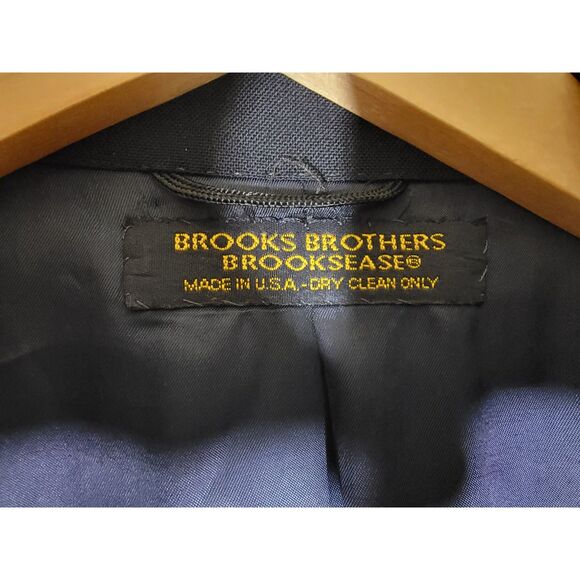 BROOKS BROTHERS
BROOKSEASE®
MADE IN U.S.A.-DRY CLEAN ONLY